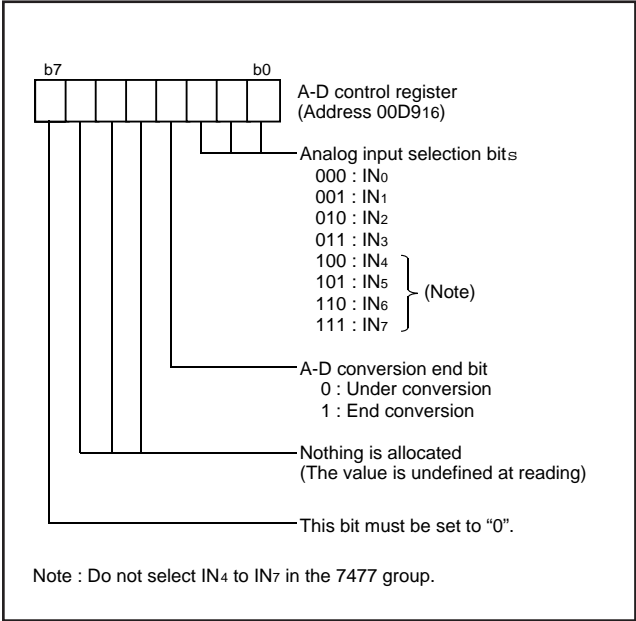 b7 b0
A-D control register
(Address 00D916)
Analog input selection bits
000 : IN0
001 : IN1
010 : IN2
011 : IN3
100 : IN4
101 : IN5
(Note)
110 : IN6
111 : IN7
A-D conversion end bit
0 : Under conversion
1 : End conversion
Nothing is allocated
(The value is undefined at reading)
This bit must be set to “0”.
Note : Do not select IN4 to IN7 in the 7477 group.